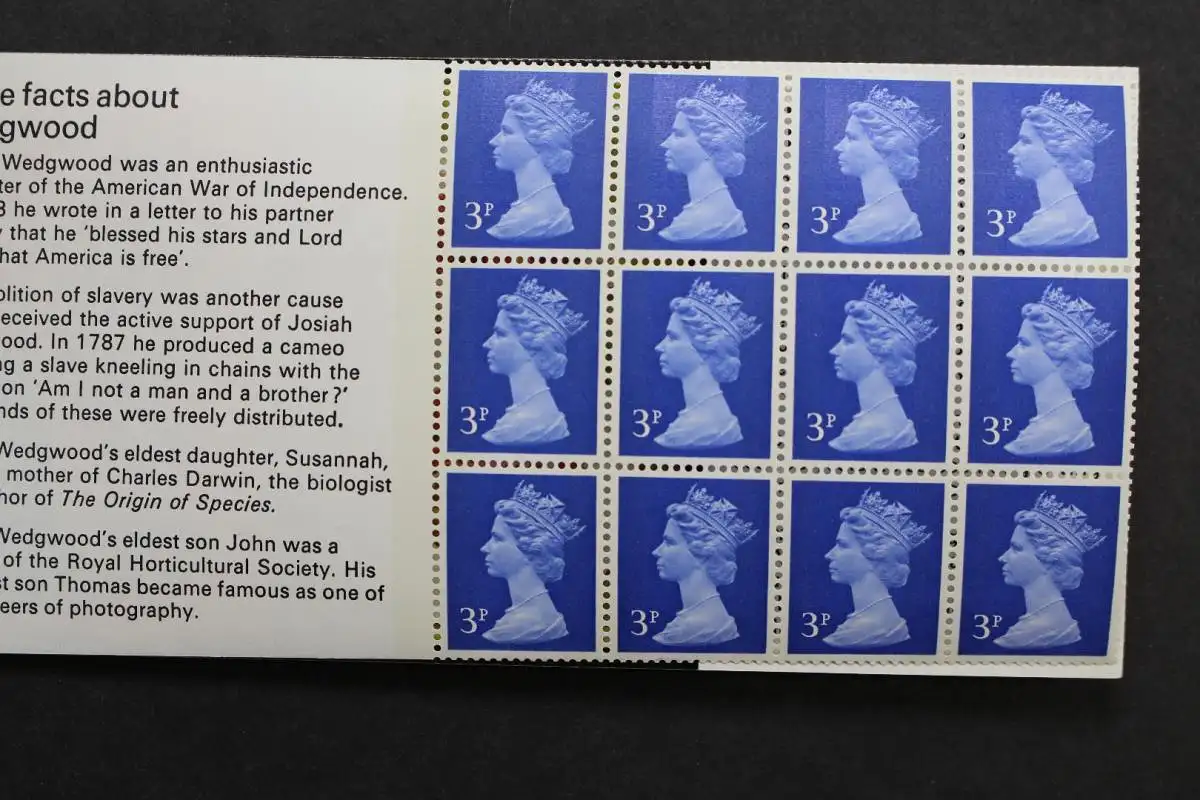 e facts about
gwood
Wedgwood was an enthusiastic
ter of the American War of Independence.
3 he wrote in a letter to his partner
y that he 'blessed his stars and Lord
hat America is free'.
olition of slavery was another cause
eceived the active support of Josiah
ood. In 1787 he produced a cameo
ng a slave kneeling in chains with the
on 'Am I not a man and a brother?'
nds of these were freely distributed.
Wedgwood's eldest daughter, Susannah,
mother of Charles Darwin, the biologist
hor of The Origin of Species.
Wedgwood's eldest son John was a
of the Royal Horticultural Society. His
st son Thomas became famous as one of
eers of photography.
3P 3P 3P 3P
3P 3P 3P 3P
3P 3P 3P 3P